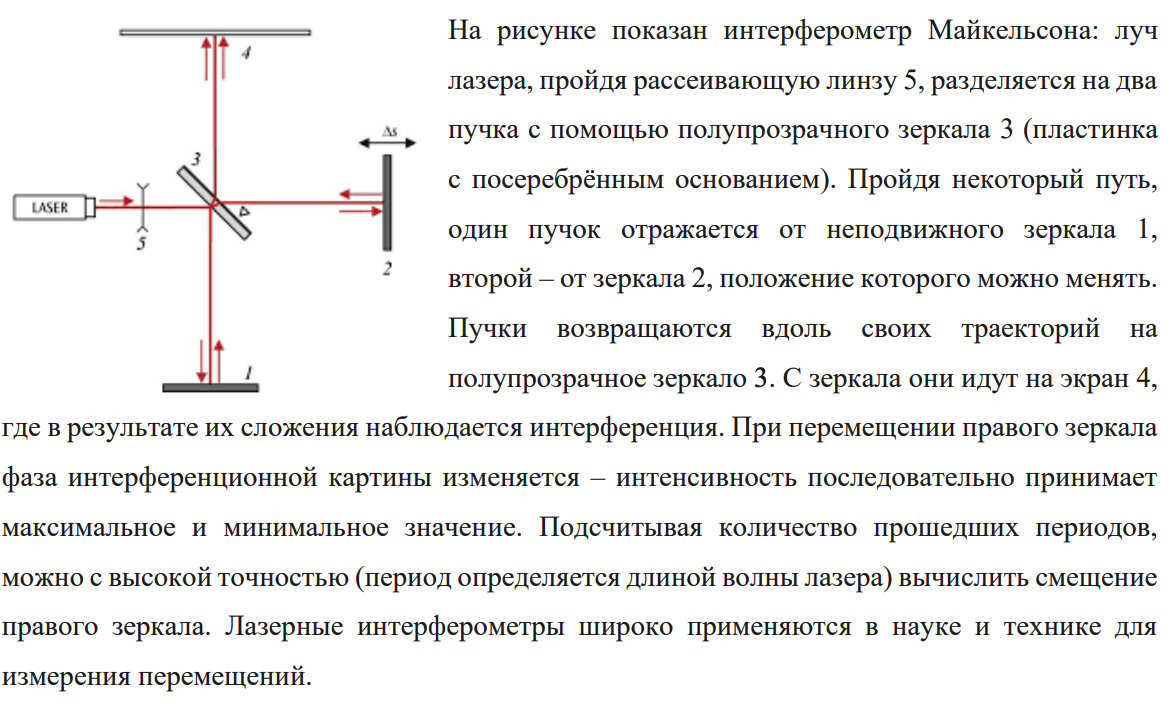 На рисунке показан интерферометр Майкельсона: луч
лазера, пройдя рассеивающую линзу 5, разделяется на два
пучка с помощью полупрозрачного зеркала 3 (пластинка
с посеребрённым основанием). Пройдя некоторый путь,
один пучок отражается от неподвижного зеркала 1,
второй – от зеркала 2, положение которого можно менять.
Пучки возвращаются вдоль своих траекторий на
полупрозрачное зеркало 3. С зеркала они идут на экран 4,
где в результате их сложения наблюдается интерференция. При перемещении правого зеркала
фаза интерференционной картины изменяется – интенсивность последовательно принимает
максимальное и минимальное значение. Подсчитывая количество прошедших периодов,
можно с высокой точностью (период определяется длиной волны лазера) вычислить смещение
правого зеркала. Лазерные интерферометры широко применяются в науке и технике для
измерения перемещений.
4
Δs
3
LASER
5
2
1